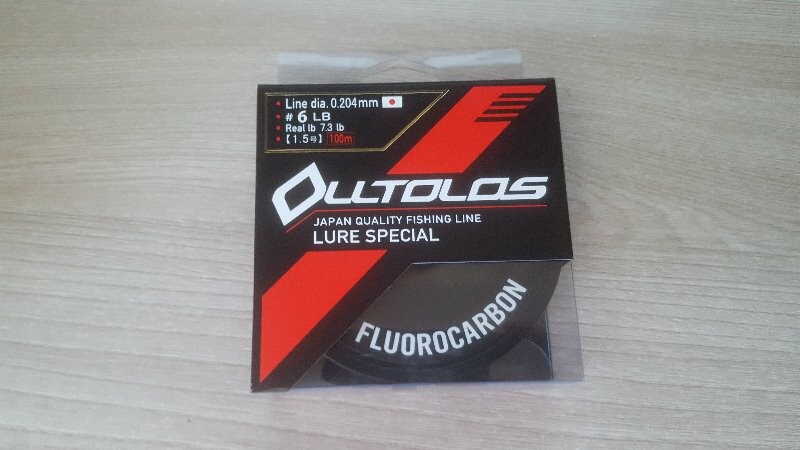 Line dia. 0.204mm
# 6 LB
Real lb 7.3 lb
【1.5号】 100m
OLLTOLOS
JAPAN QUALITY FISHING LINE
LURE SPECIAL
FLUOROCARBON